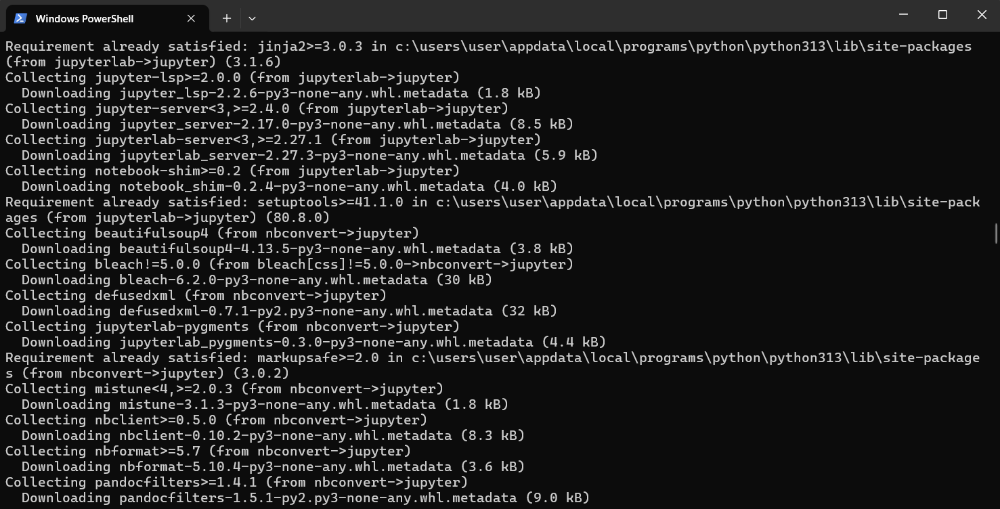 Windows PowerShell
Requirement already satisfied: jinja2>=3.0.3 in c:\users\user\appdata\local\programs\python\python313\lib\site-packages
(from jupyterlab->jupyter) (3.1.6)
Collecting jupyter-lsp>=2.0.0 (from jupyterlab->jupyter)
  Downloading jupyter_lsp-2.2.6-py3-none-any.whl.metadata (1.8 kB)
Collecting jupyter-server<3,>=2.4.0 (from jupyterlab->jupyter)
  Downloading jupyter_server-2.17.0-py3-none-any.whl.metadata (8.5 kB)
Collecting jupyterlab-server<3,>=2.27.1 (from jupyterlab->jupyter)
  Downloading jupyterlab_server-2.27.3-py3-none-any.whl.metadata (5.9 kB)
Collecting notebook-shim>=0.2 (from jupyterlab->jupyter)
  Downloading notebook_shim-0.2.4-py3-none-any.whl.metadata (4.0 kB)
Requirement already satisfied: setuptools>=41.1.0 in c:\users\user\appdata\local\programs\python\python313\lib\site-pack
ages (from jupyterlab->jupyter) (80.8.0)
Collecting beautifulsoup4 (from nbconvert->jupyter)
  Downloading beautifulsoup4-4.13.5-py3-none-any.whl.metadata (3.8 kB)
Collecting bleach!=5.0.0 (from bleach[css]!=5.0.0->nbconvert->jupyter)
  Downloading bleach-6.2.0-py3-none-any.whl.metadata (30 kB)
Collecting defusedxml (from nbconvert->jupyter)
  Downloading defusedxml-0.7.1-py2.py3-none-any.whl.metadata (32 kB)
Collecting jupyterlab-pygments (from nbconvert->jupyter)
  Downloading jupyterlab_pygments-0.3.0-py3-none-any.whl.metadata (4.4 kB)
Requirement already satisfied: markupsafe>=2.0 in c:\users\user\appdata\local\programs\python\python313\lib\site-package
s (from nbconvert->jupyter) (3.0.2)
Collecting mistune<4,>=2.0.3 (from nbconvert->jupyter)
  Downloading mistune-3.1.3-py3-none-any.whl.metadata (1.8 kB)
Collecting nbclient>=0.5.0 (from nbconvert->jupyter)
  Downloading nbclient-0.10.2-py3-none-any.whl.metadata (8.3 kB)
Collecting nbformat>=5.7 (from nbconvert->jupyter)
  Downloading nbformat-5.10.4-py3-none-any.whl.metadata (3.6 kB)
Collecting pandocfilters>=1.4.1 (from nbconvert->jupyter)
  Downloading pandocfilters-1.5.1-py2.py3-none-any.whl.metadata (9.0 kB)